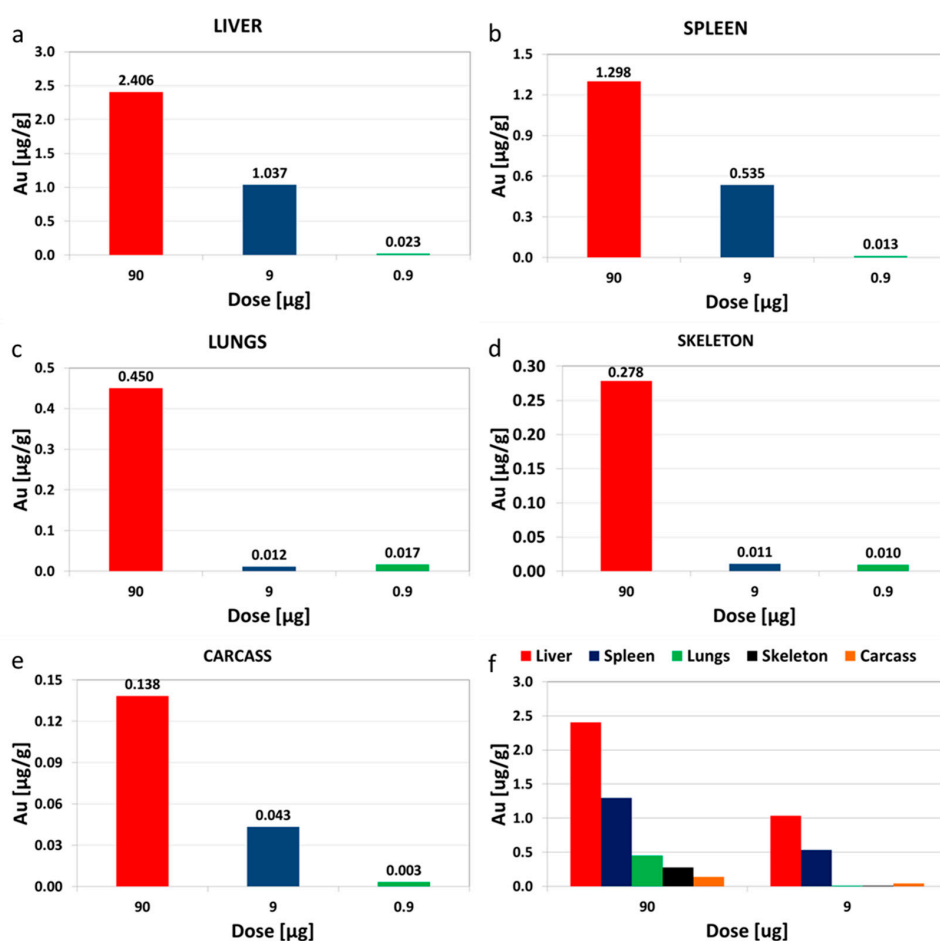 a
LIVER
Au [µg/g]
3.0
2.5
2.0
1.5
1.0
0.5
0.0
2.406
1.037
0.023
90 9 0.9
Dose [µg]
b
SPLEEN
Au [µg/g]
1.5
1.2
0.9
0.6
0.3
0.0
1.298
0.535
0.013
90 9 0.9
Dose [µg]
c
LUNGS
Au [µg/g]
0.5
0.4
0.3
0.2
0.1
0.0
0.450
0.012
0.017
90 9 0.9
Dose [µg]
d
SKELETON
Au [µg/g]
0.30
0.25
0.20
0.15
0.10
0.05
0.00
0.278
0.011
0.010
90 9 0.9
Dose [µg]
e
CARCASS
Au [µg/g]
0.15
0.12
0.09
0.06
0.03
0.00
0.138
0.043
0.003
90 9 0.9
Dose [µg]
f
Liver Spleen Lungs Skeleton Carcass
Au [ug/g]
3.0
2.5
2.0
1.5
1.0
0.5
0.0
90 9
Dose [ug]